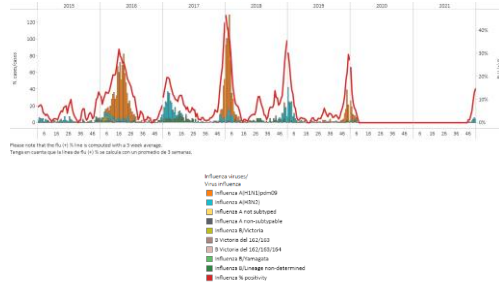 2015 2016 2017 2018 2019 2020 2021
% cases/casos
120
100
80
60
40
20
0
40%
30%
20%
10%
0%
Please note that the flu (+) % line is computed with a 3 week average.
Tenga en cuenta que la línea de flu (+) % se calcula con un promedio de 3 semanas.
Influenza viruses/
Virus influenza
Influenza A(H1N1)pdm09
Influenza A(H3N2)
Influenza A not subtyped
Influenza A non-subtypable
Influenza B/Victoria
B Victoria del 162/163
B Victoria del 162/163/164
Influenza B/Yamagata
Influenza B/Lineage non-determined
Influenza % positivity